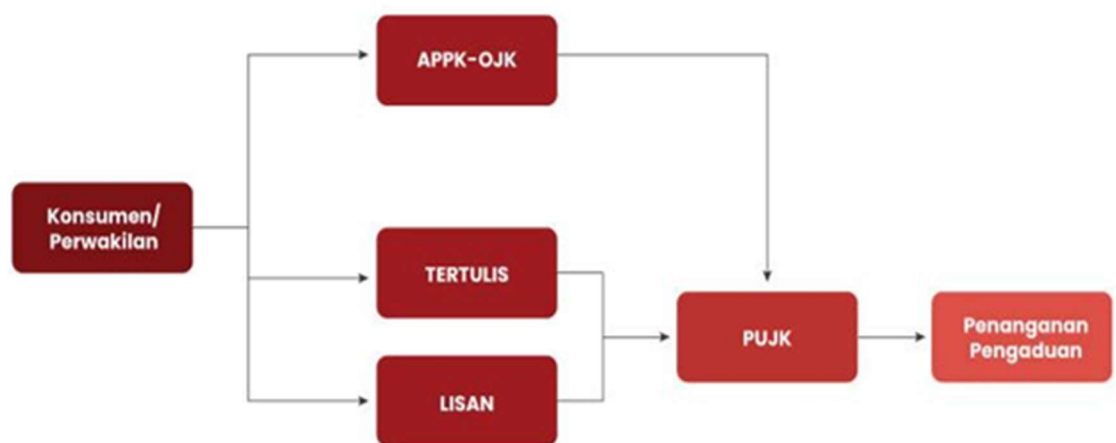 APPK-OJK
Konsumen/
Perwakilan
TERTULIS
LISAN
PUJK
Penanganan
Pengaduan